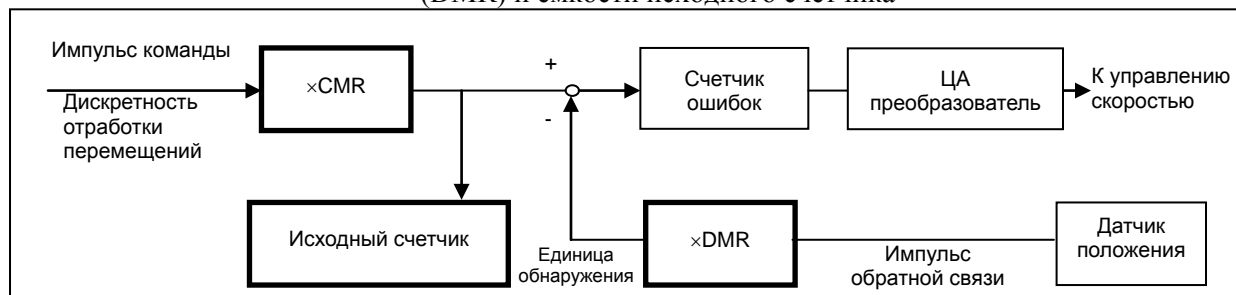 (DMR) и емкости исходного счетчика
Импульс команды
Дискретность
отработки
перемещений
×CMR
+
-
Счетчик
ошибок
ЦА
преобразователь
К управлению
скоростью
Исходный счетчик
Единица
обнаружения
×DMR
Импульс
обратной связи
Датчик
положения